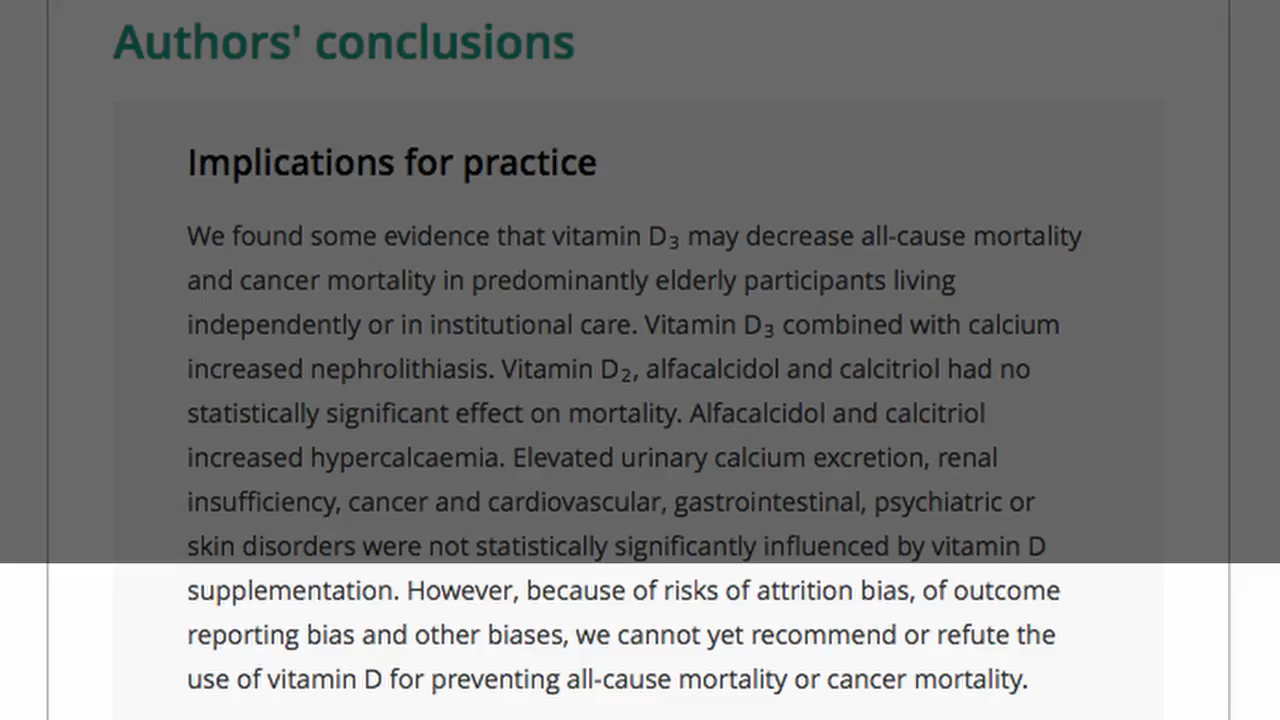 Authors' conclusions
Implications for practice
We found some evidence that vitamin D₃ may decrease all-cause mortality
and cancer mortality in predominantly elderly participants living
independently or in institutional care. Vitamin D₃ combined with calcium
increased nephrolithiasis. Vitamin D₂, alfacalcidol and calcitriol had no
statistically significant effect on mortality. Alfacalcidol and calcitriol
increased hypercalcaemia. Elevated urinary calcium excretion, renal
insufficiency, cancer and cardiovascular, gastrointestinal, psychiatric or
skin disorders were not statistically significantly influenced by vitamin D
supplementation. However, because of risks of attrition bias, of outcome
reporting bias and other biases, we cannot yet recommend or refute the
use of vitamin D for preventing all-cause mortality or cancer mortality.